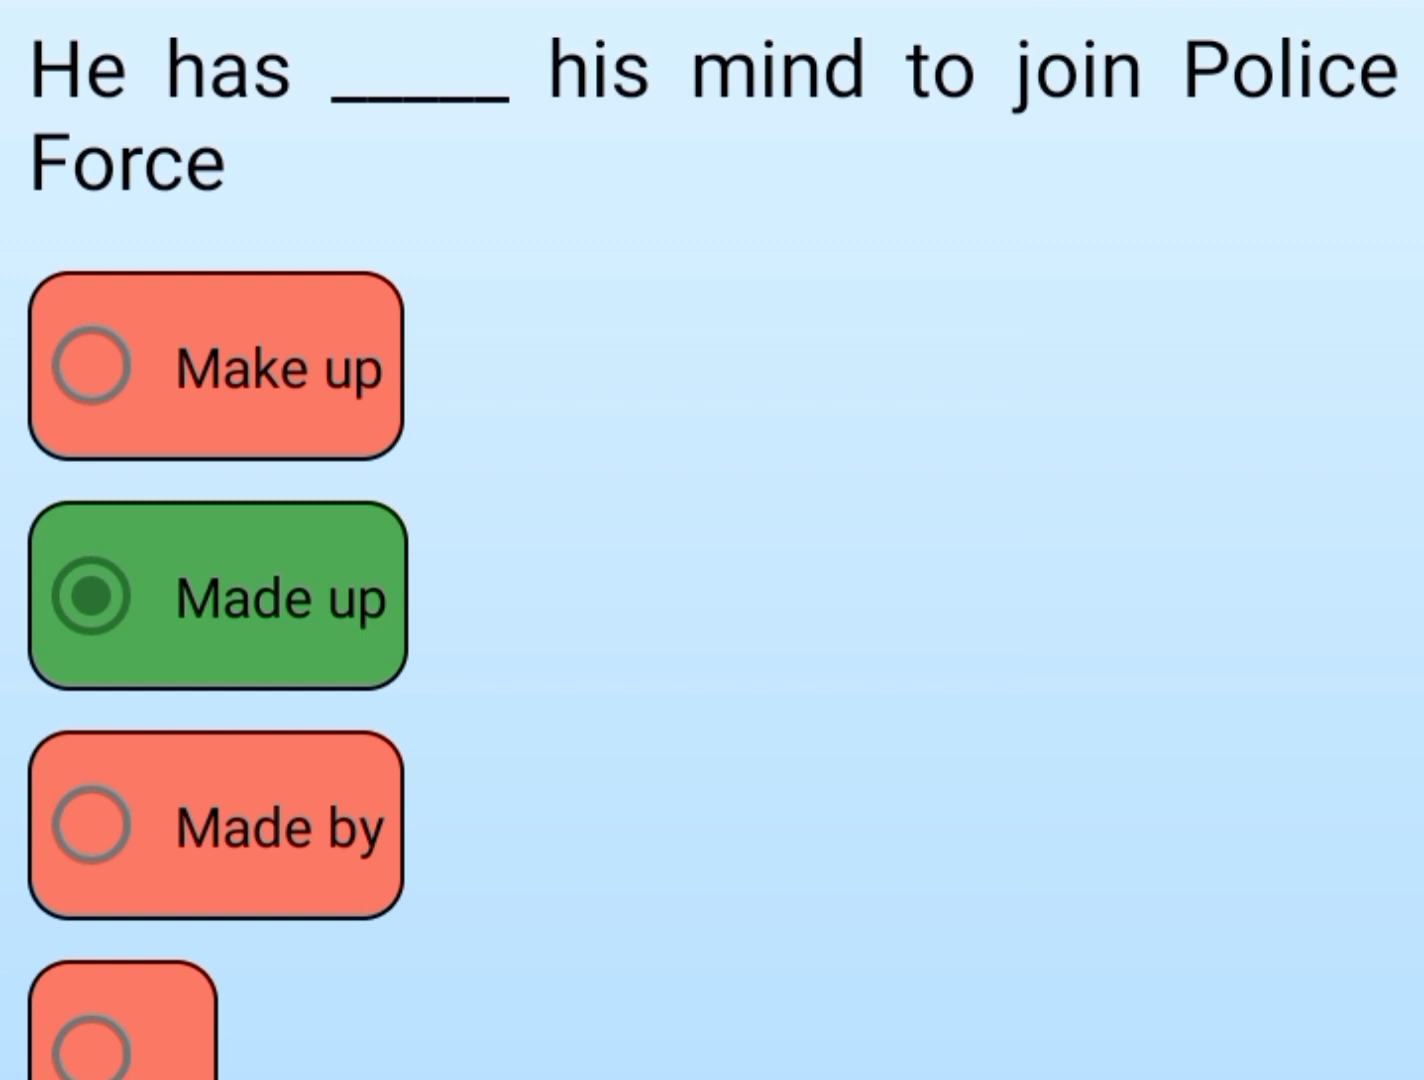 He has _____ his mind to join Police
Force
Make up
Made up
Made by